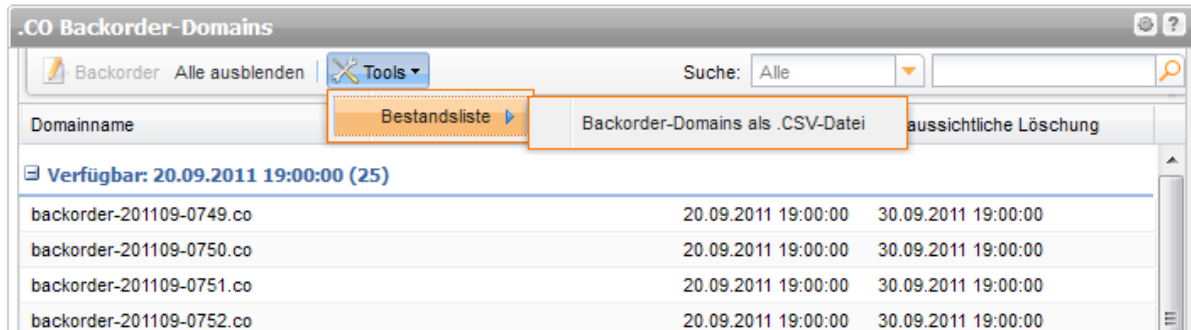 .CO Backorder-Domains
Backorder Alle ausblenden Tools Suche: Alle
Bestandsliste Backorder-Domains als .CSV-Datei
Domainname aussichtliche Löschung
Verfügbar: 20.09.2011 19:00:00 (25)
backorder-201109-0749.co 20.09.2011 19:00:00 30.09.2011 19:00:00
backorder-201109-0750.co 20.09.2011 19:00:00 30.09.2011 19:00:00
backorder-201109-0751.co 20.09.2011 19:00:00 30.09.2011 19:00:00
backorder-201109-0752.co 20.09.2011 19:00:00 30.09.2011 19:00:00